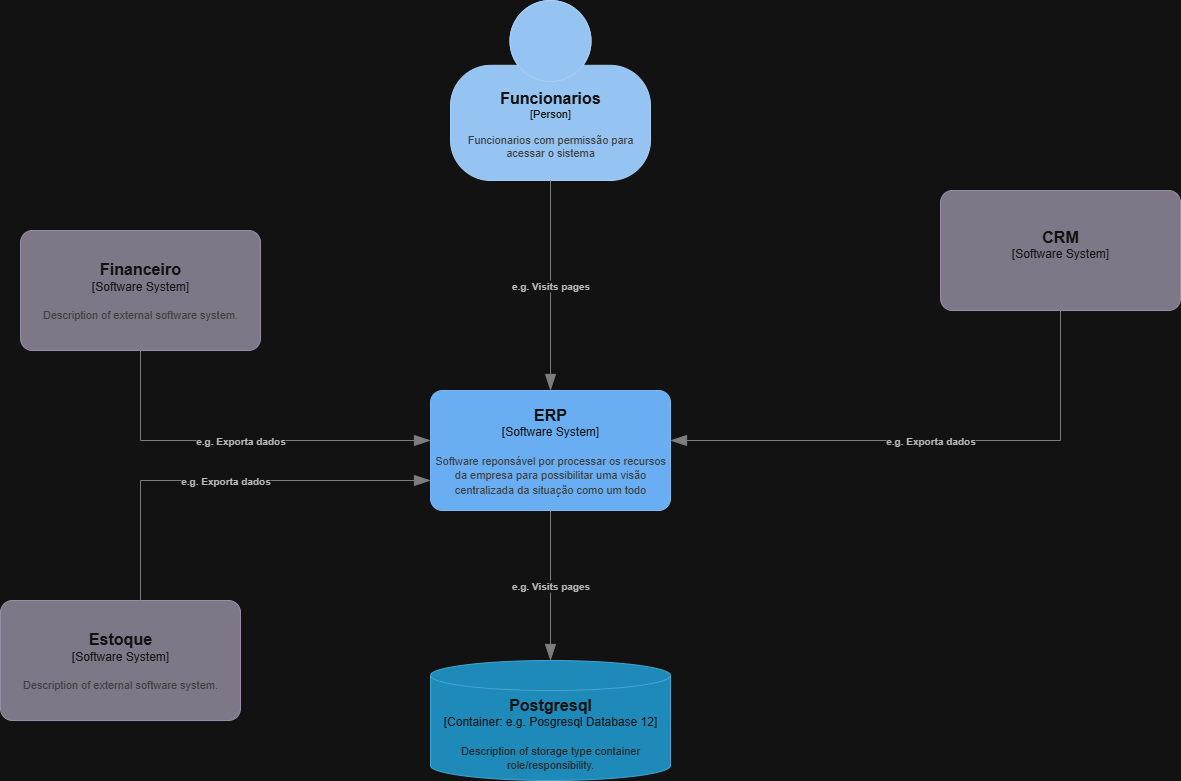 Funcionarios
[Person]
Funcionarios com permissão para
acessar o sistema
CRM
[Software System]
Financeiro
[Software System]
Description of external software system.
e.g. Visits pages
ERP
[Software System]
Software reponsável por processar os recursos
da empresa para possibilitar uma visão
centralizada da situação como um todo
e.g. Exporta dados
e.g. Exporta dados
e.g. Exporta dados
e.g. Visits pages
Estoque
[Software System]
Description of external software system.
Postgresql
[Container: e.g. Posgresql Database 12]
Description of storage type container
role/responsibility.